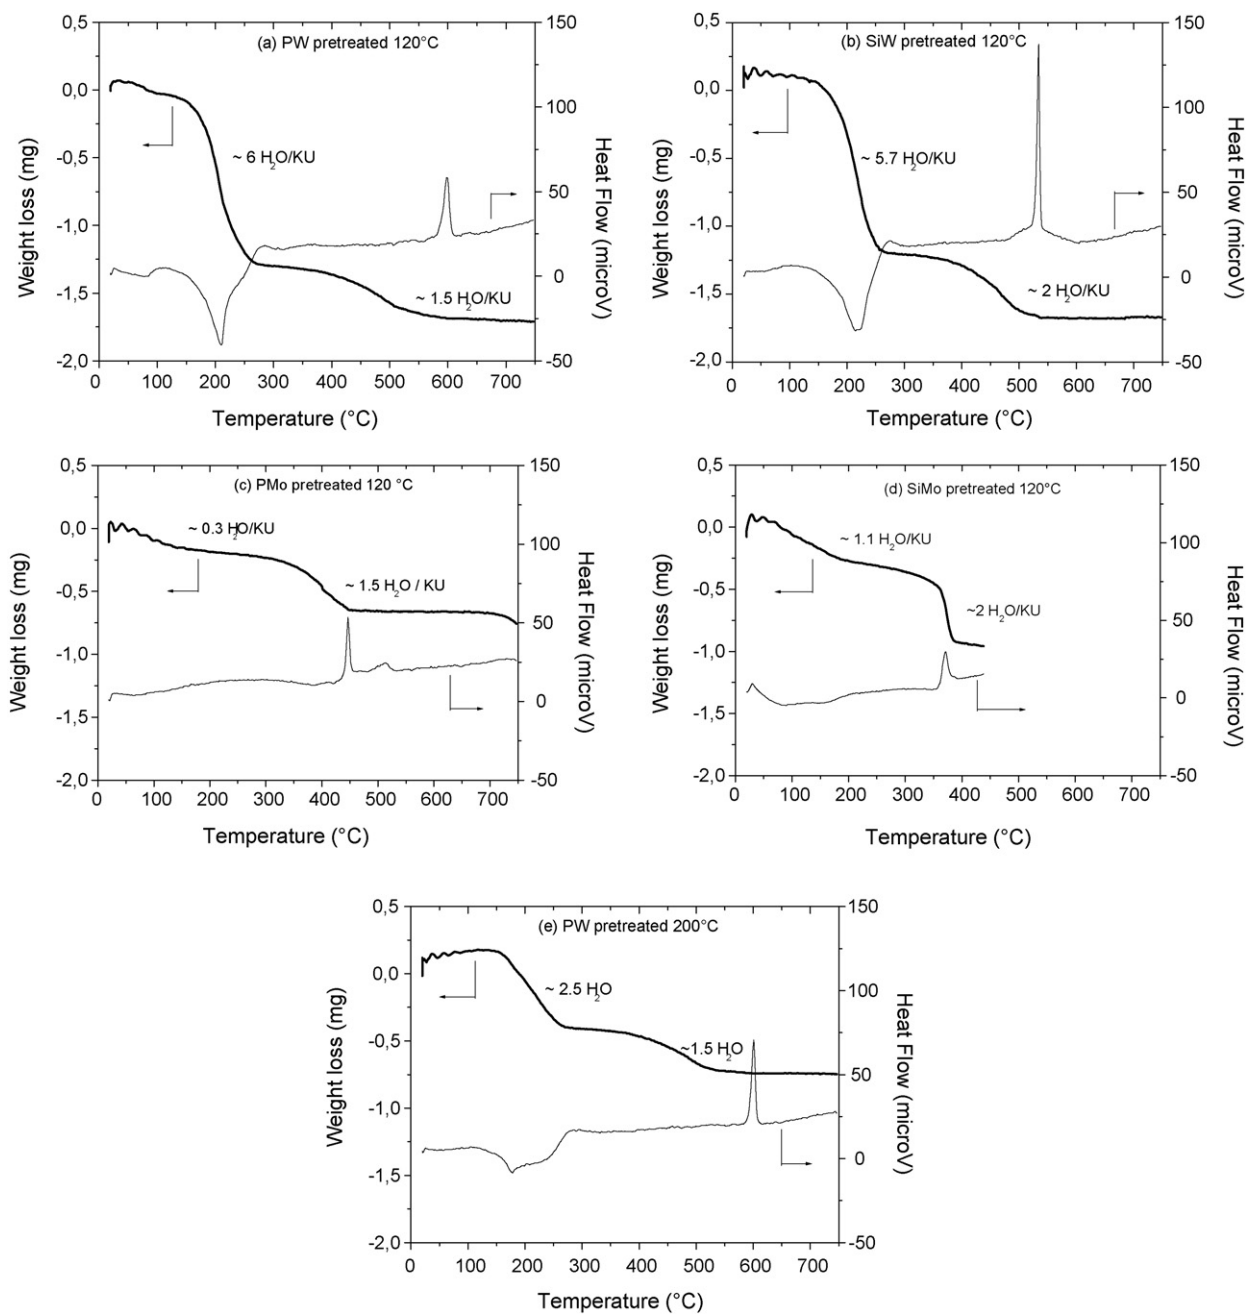 (a) PW pretreated 120°C
0,5
0,0
-0,5
-1,0
-1,5
-2,0
Weight loss (mg)
~ 6 H2O/KU
~ 1.5 H2O/KU
150
100
50
0
-50
Heat Flow (microV)
0 100 200 300 400 500 600 700
Temperature (°C)
(b) SiW pretreated 120°C
0,5
0,0
-0,5
-1,0
-1,5
-2,0
Weight loss (mg)
~ 5.7 H2O/KU
~ 2 H2O/KU
150
100
50
0
-50
Heat Flow (microV)
0 100 200 300 400 500 600 700
Temperature (°C)
(c) PMo pretreated 120 °C
0,5
0,0
-0,5
-1,0
-1,5
-2,0
Weight loss (mg)
~ 0.3 H2O/KU
~ 1.5 H2O / KU
150
100
50
0
-50
Heat Flow (microV)
0 100 200 300 400 500 600 700
Temperature (°C)
(d) SiMo pretreated 120°C
0,5
0,0
-0,5
-1,0
-1,5
-2,0
Weight loss (mg)
~ 1.1 H2O/KU
~2 H2O/KU
150
100
50
0
-50
Heat Flow (microV)
0 100 200 300 400 500 600 700
Temperature (°C)
(e) PW pretreated 200°C
0,5
0,0
-0,5
-1,0
-1,5
-2,0
Weight loss (mg)
~ 2.5 H2O
~1.5 H2O
150
100
50
0
-50
Heat Flow (microV)
0 100 200 300 400 500 600 700
Temperature (°C)